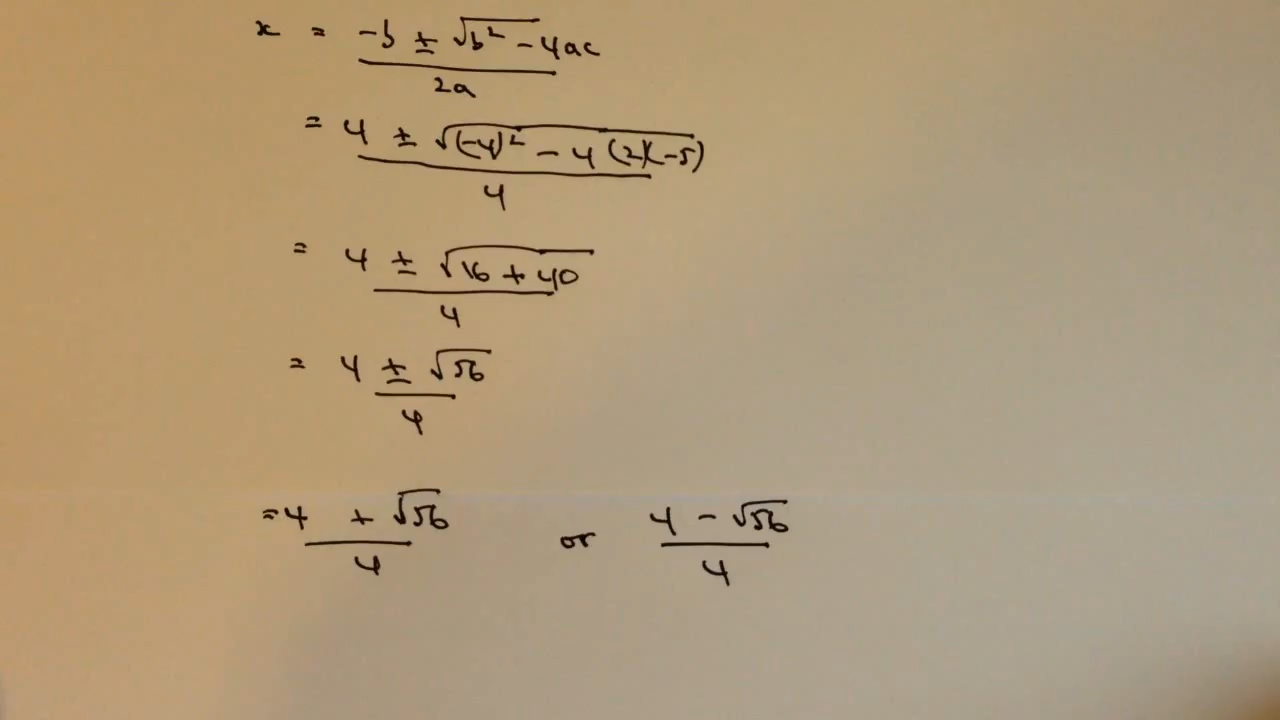 x = (-b ± √(b² - 4ac)) / 2a
= (4 ± √((-4)² - 4(2)(-5))) / 4
= (4 ± √(16 + 40)) / 4
= (4 ± √56) / 4
= (4 + √56) / 4 or (4 - √56) / 4